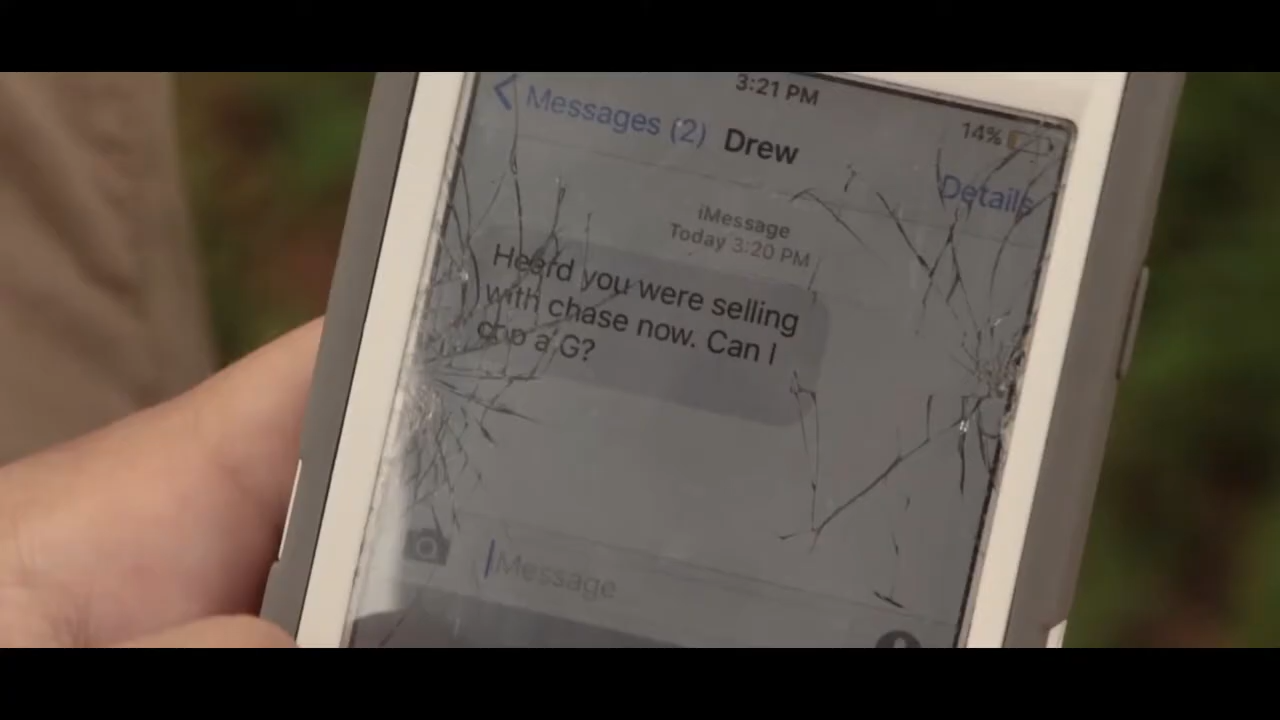 3:21 PM
14%
Messages (2) Drew
Details
iMessage
Today 3:20 PM
Heard you were selling
with chase now. Can I
cop a G?
Message